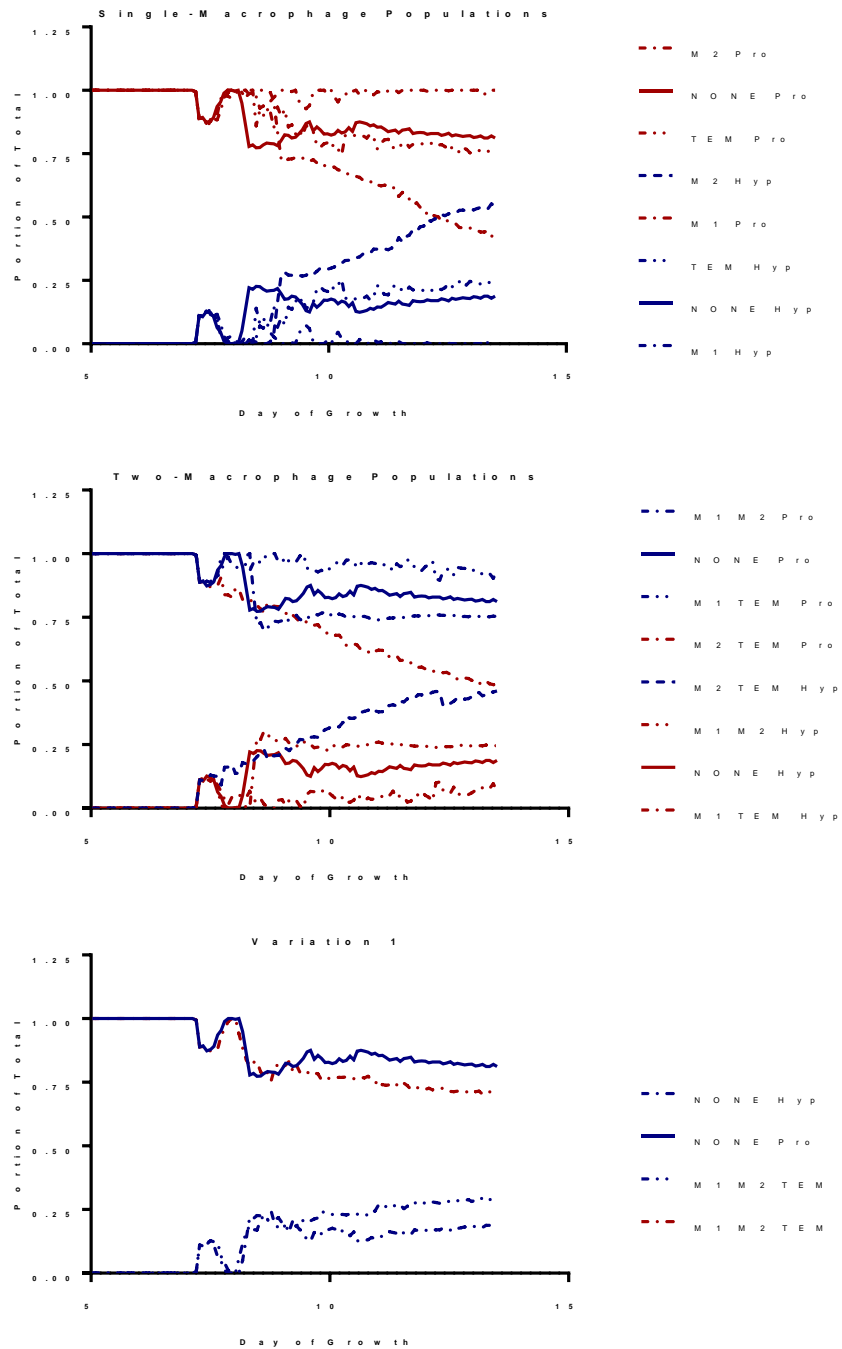 Single-Macrophage Populations
1.25
1.00
0.75
0.50
0.25
0.00
Portion of Total
5
10
15
Day of Growth
M2 Pro
NONE Pro
TEM Pro
M2 Hyp
M1 Pro
TEM Hyp
NONE Hyp
M1 Hyp
Two-Macrophage Populations
1.25
1.00
0.75
0.50
0.25
0.00
Portion of Total
5
10
15
Day of Growth
M1M2 Pro
NONE Pro
M1TEM Pro
M2TEM Pro
M2TEM Hyp
M1M2 Hyp
NONE Hyp
M1TEM Hyp
Variation 1
1.25
1.00
0.75
0.50
0.25
0.00
Portion of Total
5
10
15
Day of Growth
NONE Hyp
NONE Pro
M1M2TEM
M1M2TEM